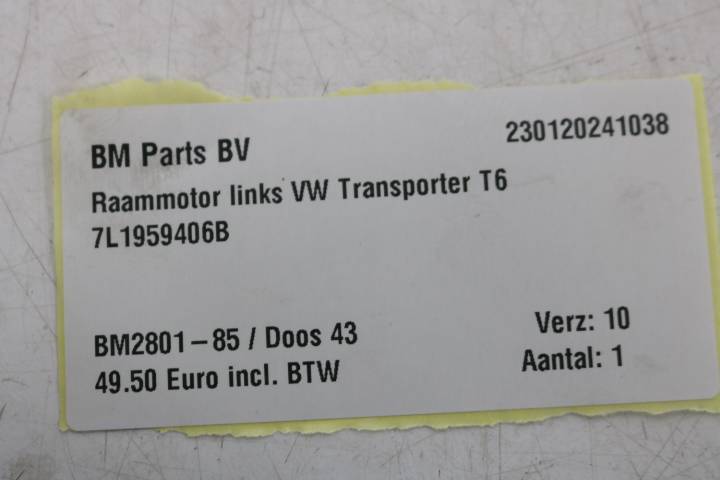 BM Parts BV
230120241038
Raammotor links VW Transporter T6
7L1959406B
BM2801-85 / Doos 43
Verz: 10
49.50 Euro incl. BTW
Aantal: 1